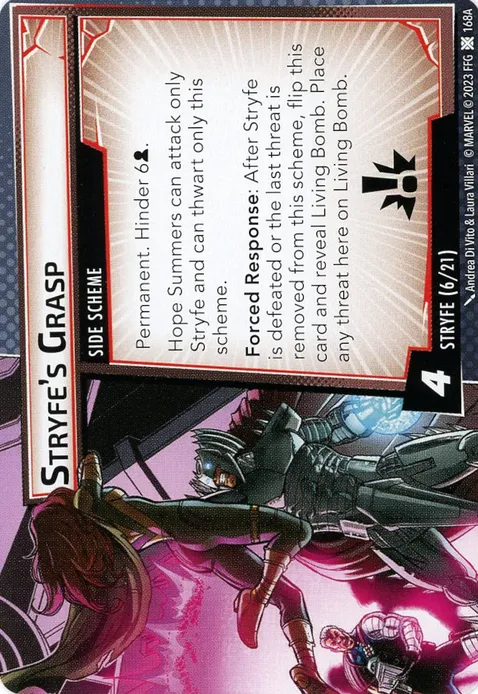 STRYFE'S GRASP
SIDE SCHEME
Permanent. Hinder 6.
Hope Summers can attack only
Stryfe and can thwart only this
scheme.
Forced Response: After Stryfe
is defeated or the last threat is
removed from this scheme, flip this
card and reveal Living Bomb. Place
any threat here on Living Bomb.
4
STRYFE (6/21)
Andrea Di Vito & Laura Villari © MARVEL © 2023 FFG 168A